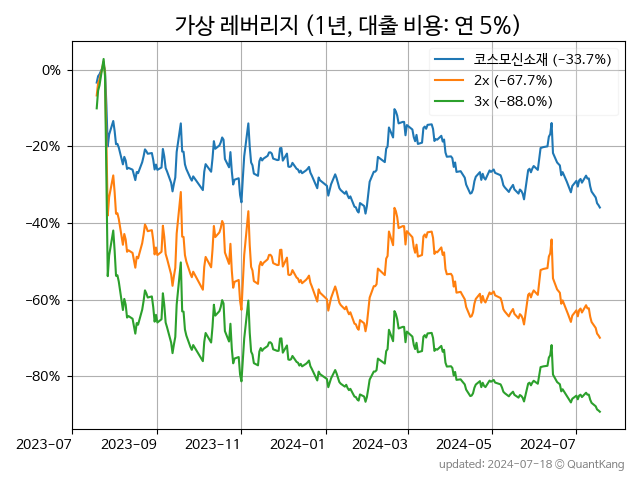 가상 레버리지 (1년, 대출 비용: 연 5%)
코스모신소재 (−33.7%)
2x (−67.7%)
3x (−88.0%)
0%
−20%
−40%
−60%
−80%
2023-07 2023-09 2023-11 2024-01 2024-03 2024-05 2024-07
updated: 2024-07-18 © QuantKang